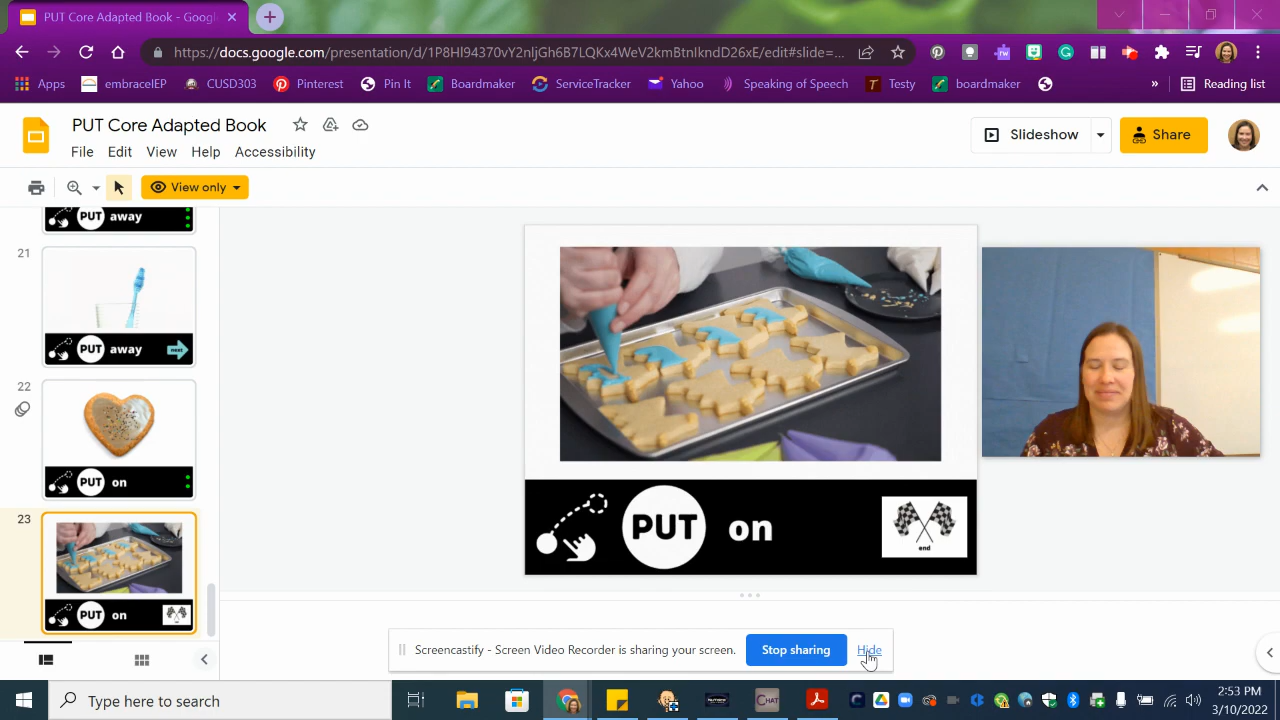 PUT Core Adapted Book - Googl
https://docs.google.com/presentation/d/1P8Hl94370vY2nljGh6B7LQKx4WeV2kmBtnIkndD26xE/edit#slide=...
Apps
embraceIEP
CUSD303
Pinterest
Pin It
Boardmaker
ServiceTracker
Yahoo
Speaking of Speech
Testy
boardmaker
»
Reading list
PUT Core Adapted Book
Slideshow
Share
File Edit View Help Accessibility
View only
PUT away
21
PUT away
next
22
PUT on
23
PUT on
PUT on
end
Screencastify - Screen Video Recorder is sharing your screen.
Stop sharing
Hide
Type here to search
CHAT
2:53 PM
3/10/2022